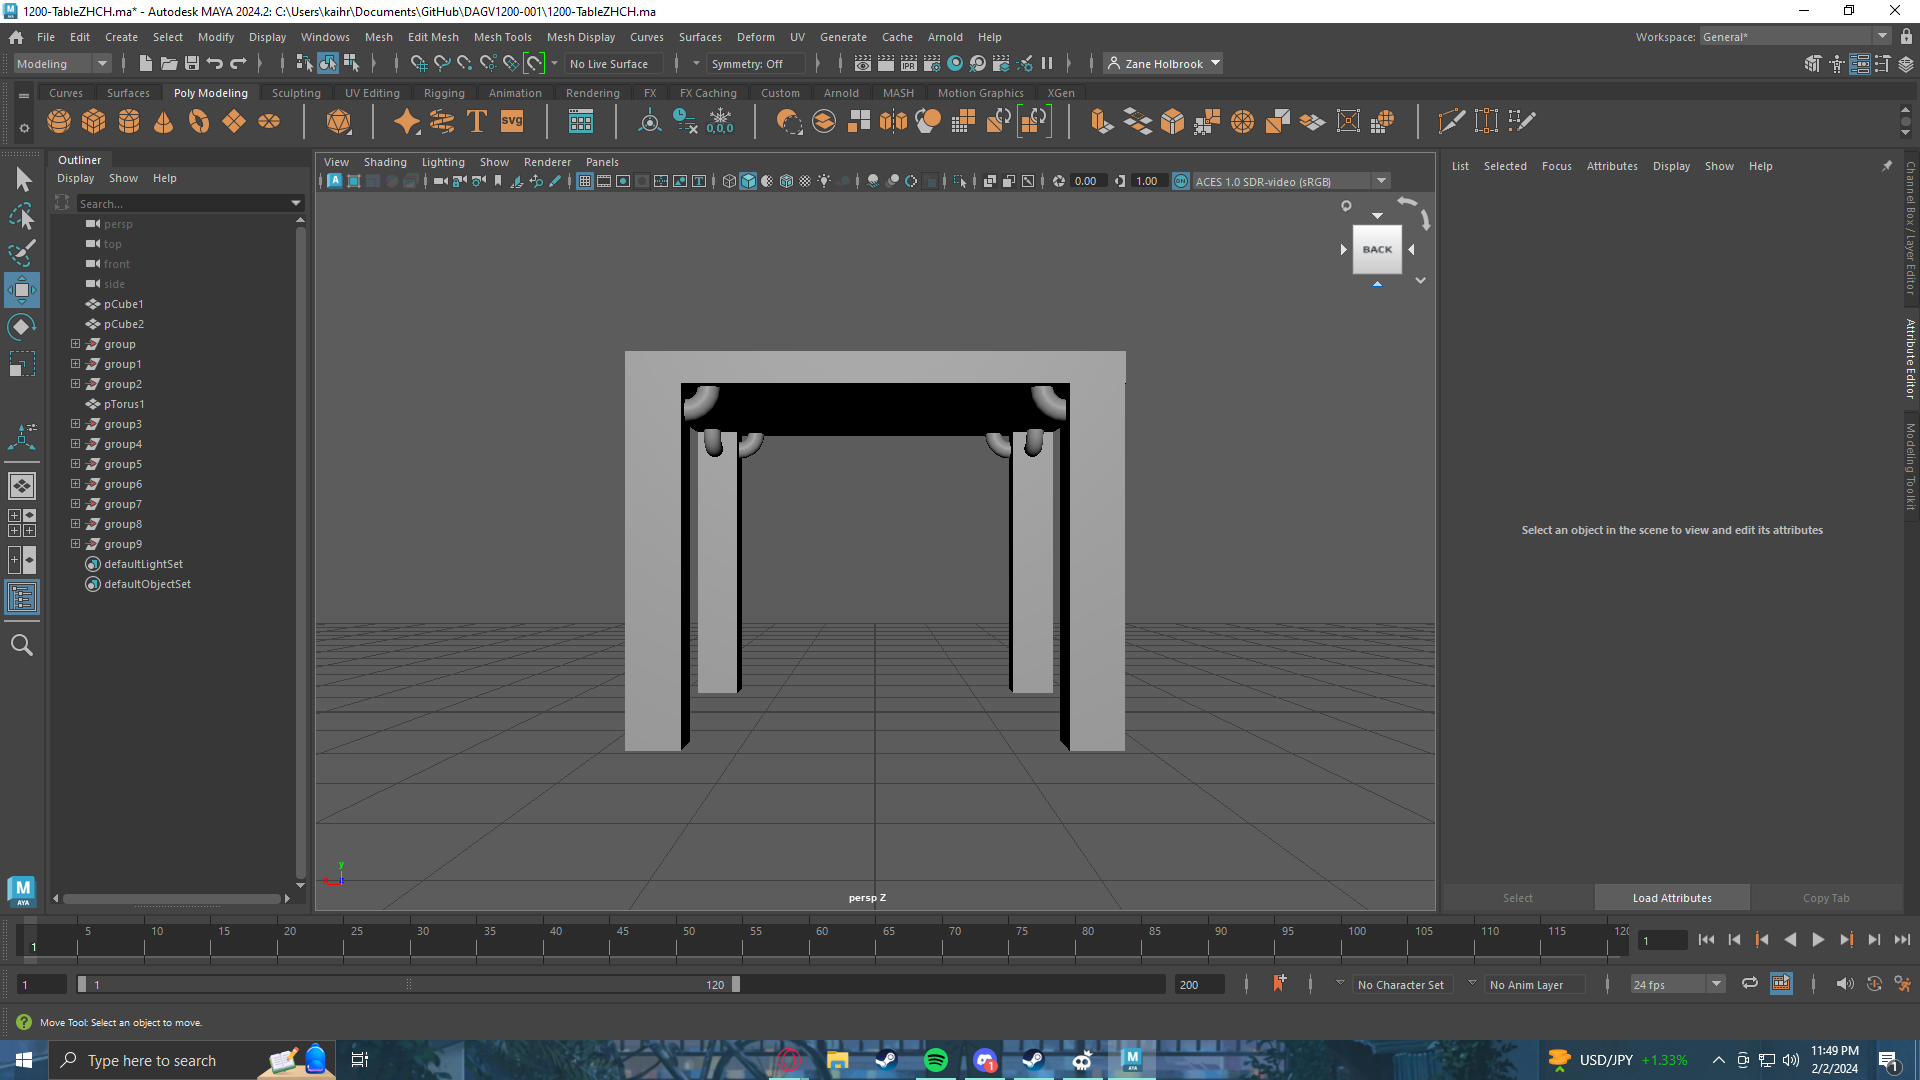 1200-TableZHCH.ma* - Autodesk MAYA 2024.2: C:\Users\kaihr\Documents\GitHub\DAGV1200-001\1200-TableZHCH.ma
File Edit Create Select Modify Display Windows Mesh Edit Mesh Mesh Tools Mesh Display Curves Surfaces Deform UV Generate Cache Arnold Help Workspace: General*
Modeling No Live Surface Symmetry: Off IPR Zane Holbrook
Curves Surfaces Poly Modeling Sculpting UV Editing Rigging Animation Rendering FX FX Caching Custom Arnold MASH Motion Graphics XGen
T SVG 0,0,0
Outliner
Display Show Help
Search...
persp
top
front
side
pCube1
pCube2
group
group1
group2
pTorus1
group3
group4
group5
group6
group7
group8
group9
defaultLightSet
defaultObjectSet
View Shading Lighting Show Renderer Panels
0.00 1.00 ON ACES 1.0 SDR-video (sRGB)
BACK
y
persp Z
List Selected Focus Attributes Display Show Help
Select an object in the scene to view and edit its attributes
Select Load Attributes Copy Tab
Channel Box / Layer Editor
Attribute Editor
Modeling Toolkit
M
AYA
5 10 15 20 25 30 35 40 45 50 55 60 65 70 75 80 85 90 95 100 105 110 115 120
1 1
1 1 120 200 No Character Set No Anim Layer 24 fps
Move Tool: Select an object to move.
Type here to search
USD/JPY +1.33%
11:49 PM
2/2/2024